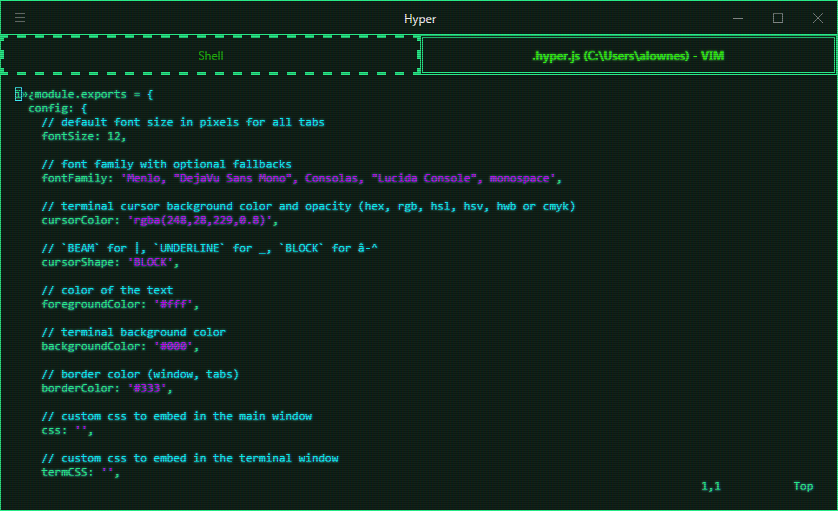 Hyper
Shell
.hyper.js (C:\Users\alownes) - VIM
ï»¿module.exports = {
config: {
// default font size in pixels for all tabs
fontSize: 12,
// font family with optional fallbacks
fontFamily: 'Menlo, "DejaVu Sans Mono", Consolas, "Lucida Console", monospace',
// terminal cursor background color and opacity (hex, rgb, hsl, hsv, hwb or cmyk)
cursorColor: 'rgba(248,28,229,0.8)',
// `BEAM` for |, `UNDERLINE` for _, `BLOCK` for â-^
cursorShape: 'BLOCK',
// color of the text
foregroundColor: '#fff',
// terminal background color
backgroundColor: '#000',
// border color (window, tabs)
borderColor: '#333',
// custom css to embed in the main window
css: '',
// custom css to embed in the terminal window
termCSS: '',
1,1 Top